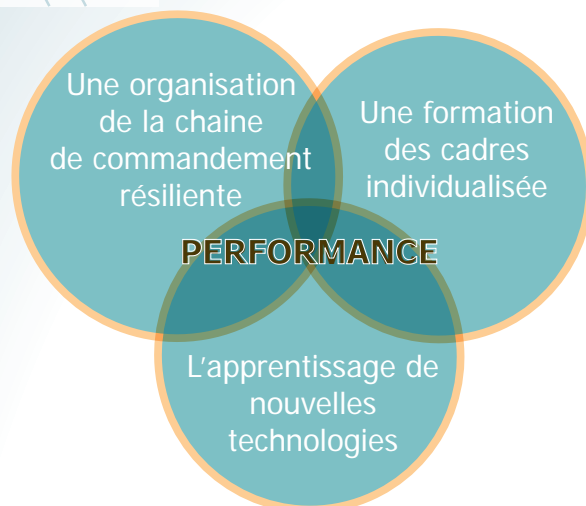 Une organisation
de la chaine
de commandement
résiliente
Une formation
des cadres
individualisée
PERFORMANCE
L'apprentissage de
nouvelles
technologies